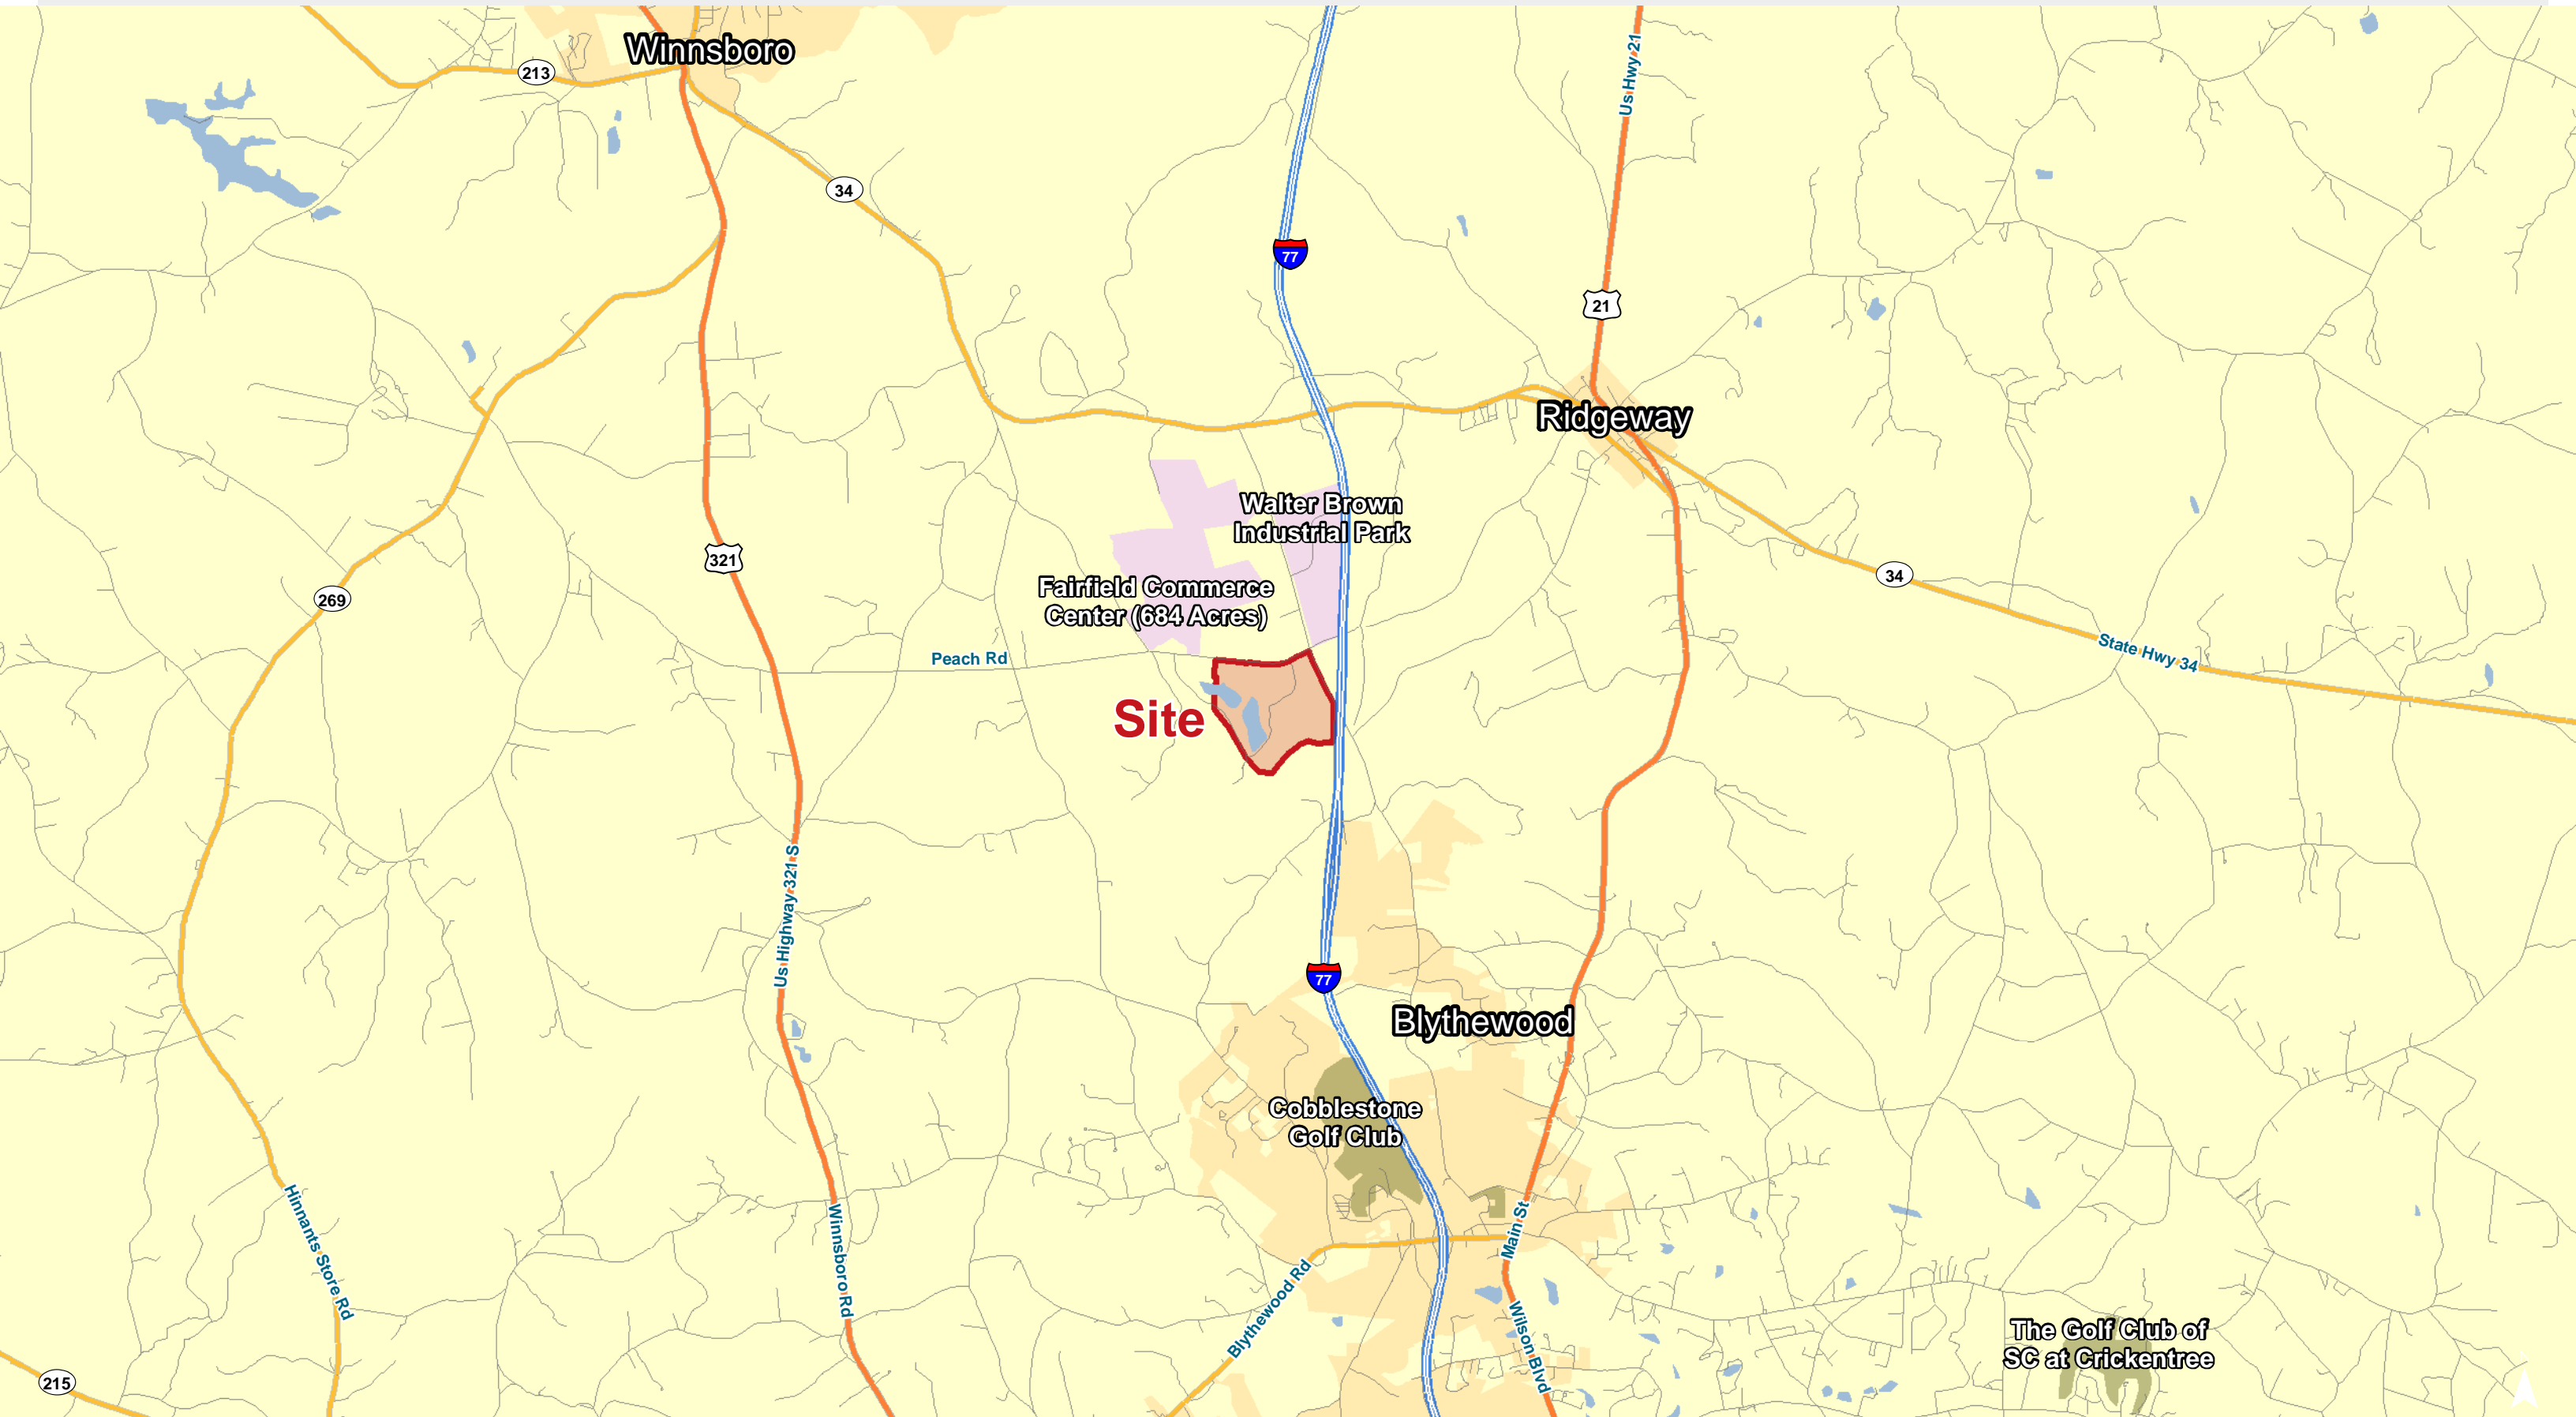 Winnsboro
213
Us Hwy 21
34
77
21
Ridgeway
Walter Brown
Industrial Park
321
34
Fairfield Commerce
Center (684 Acres)
269
State Hwy 34
Peach Rd
Site
Us Highway 321 S
77
Blythewood
Cobblestone
Golf Club
Hinnants Store Rd
Winnsboro Rd
Main St
Blythewood Rd
Wilson Blvd
The Golf Club of
SC at Crickentree
215